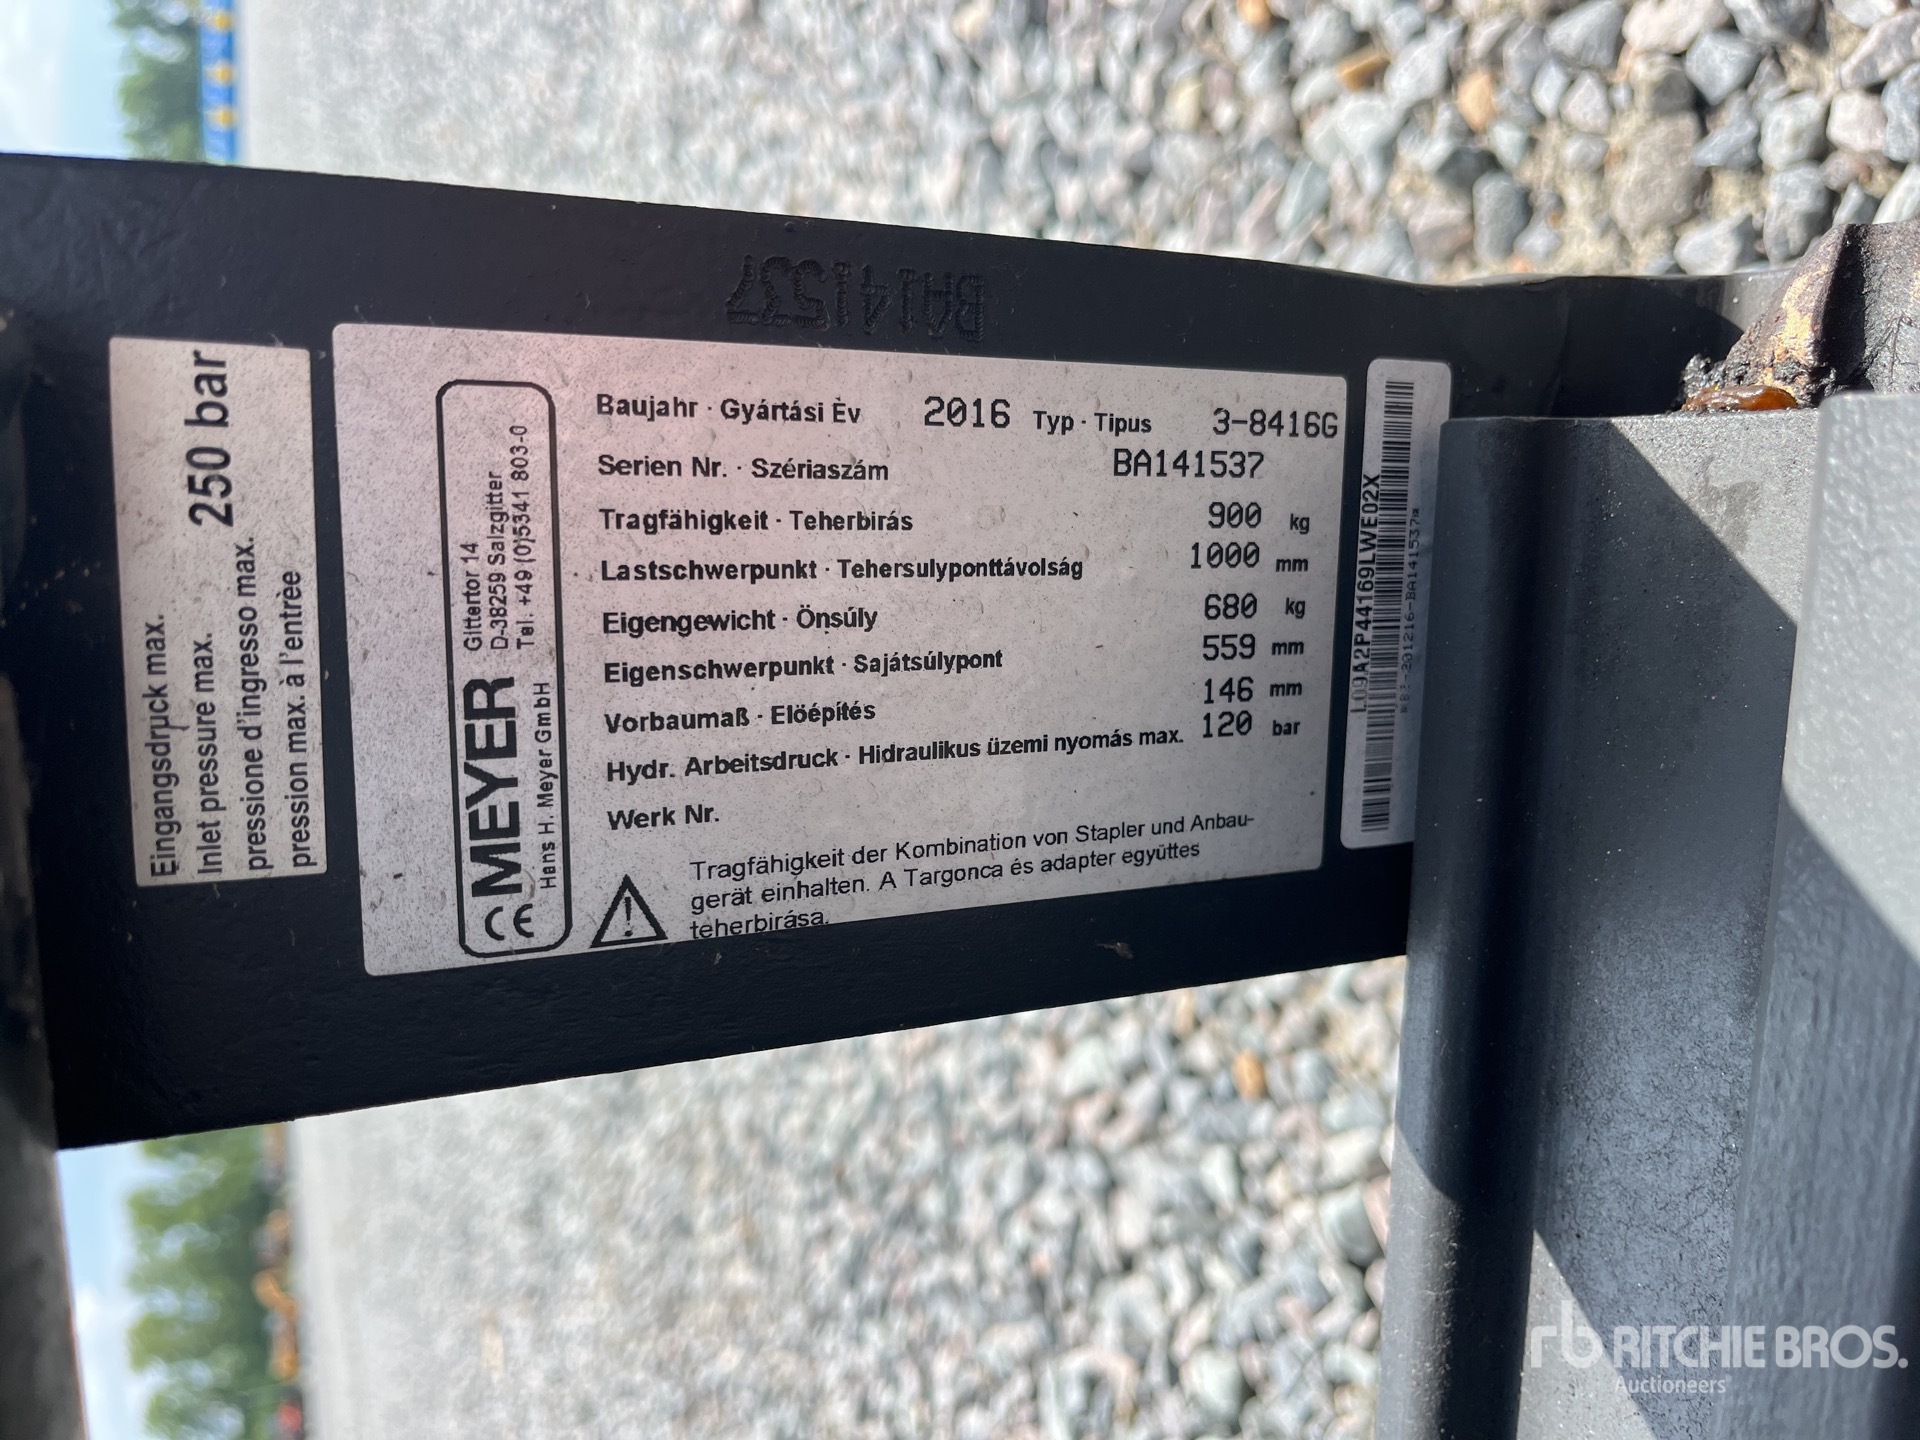 BA141537
Eingangsdruck max.
Inlet pressure max. 250 bar
pressione d'ingresso max.
pression max. à l'entrèe
CE MEYER
Hans H. Meyer GmbH
Gittertor 14
D-38259 Salzgitter
Tel.: +49 (0)5341 803-0
Baujahr · Gyártási Èv 2016 Typ · Tipus 3-8416G
Serien Nr. · Szériaszám BA141537
Tragfähigkeit · Teherbirás 900 kg
Lastschwerpunkt · Tehersulyponttávolság 1000 mm
Eigengewicht · Önsúly 680 kg
Eigenschwerpunkt · Sajátsúlypont 559 mm
Vorbaumaß · Elöépítés 146 mm
Hydr. Arbeitsdruck · Hidraulikus üzemi nyomás max. 120 bar
Werk Nr.
Tragfähigkeit der Kombination von Stapler und Anbau-
gerät einhalten. A Targonca és adapter együttes
teherbirása.
L09A2P44169LWE02X
RITCHIE BROS.
Auctioneers